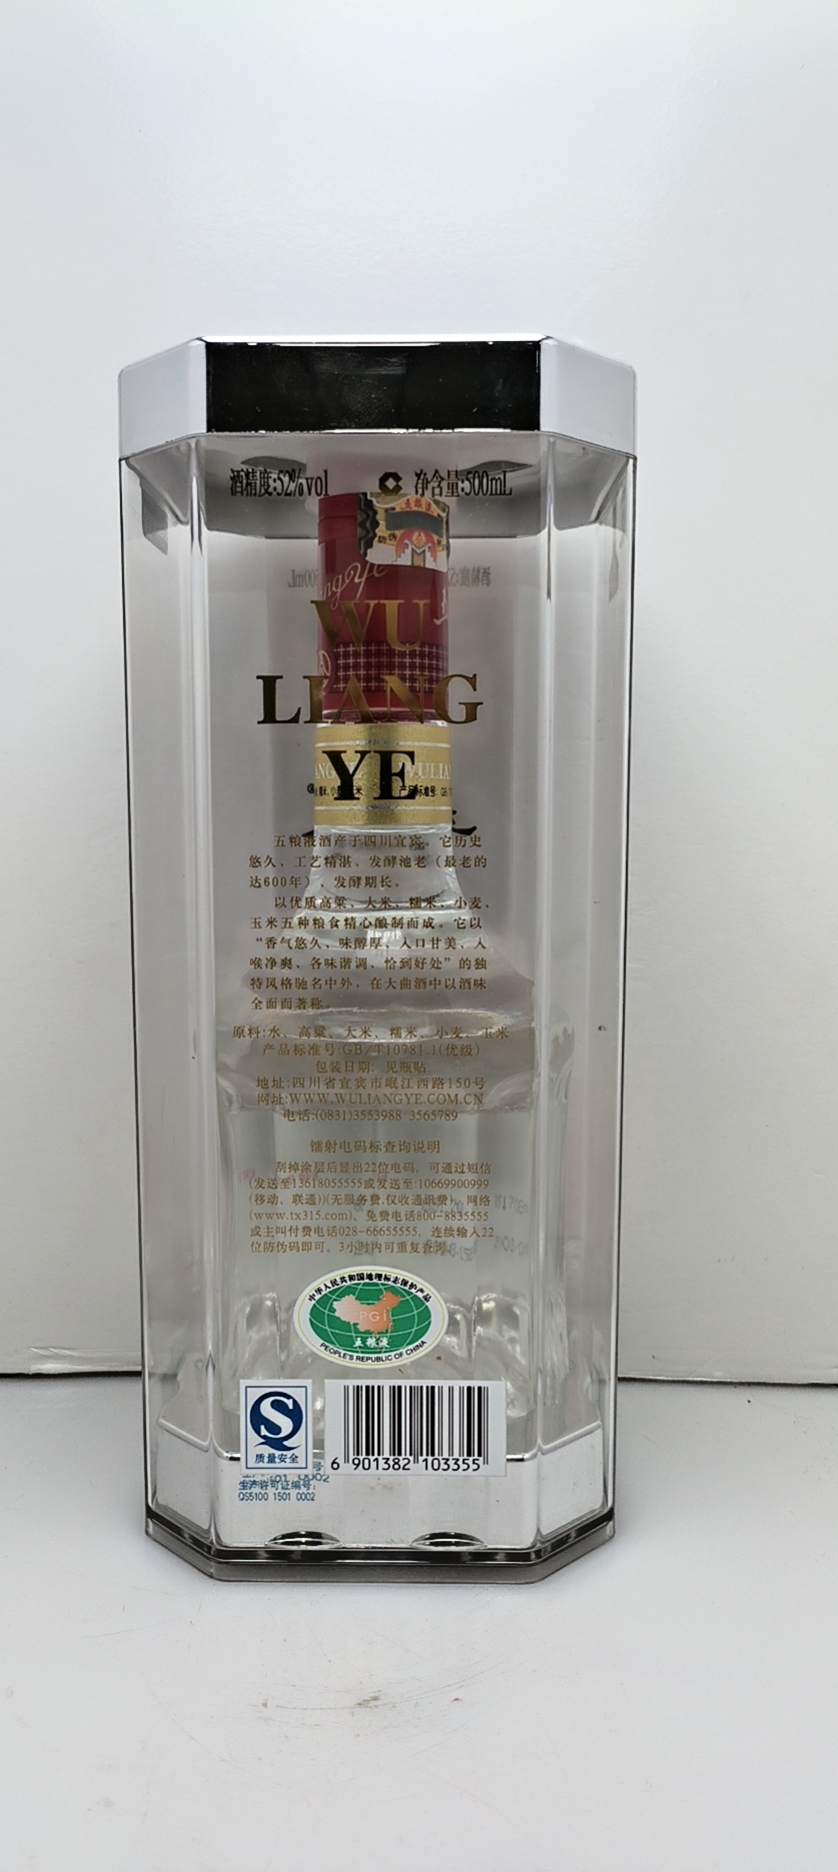 酒精度:52%vol 净含量:500mL
WU
LIANG
YE
五粮液酒产于四川宜宾。它历史
悠久、工艺精湛、发酵池老（最老的
达600年）、发酵期长。
以优质高粱、大米、糯米、小麦、
玉米五种粮食精心酿制而成。它以
“香气悠久、味醇厚、入口甘美、入
喉净爽、各味谐调、恰到好处”的独
特风格驰名中外，在大曲酒中以酒味
全面而著称。
原料:水、高粱、大米、糯米、小麦、玉米
产品标准号:GB/T10781.1(优级)
包装日期: 见瓶贴
地址:四川省宜宾市岷江西路150号
网址:WWW.WULIANGYE.COM.CN
电话:(0831)3553988 3565789
镭射电码标查询说明
刮掉涂层后显出22位电码，可通过短信
(发送至13618055555或发送至:10669900999
(移动、联通))(无服务费,仅收通讯费)、网络
(www.tx315.com)、免费电话800-8835555
或主叫付费电话028-66655555，连续输入22
位防伪码即可，3小时内可重复查询。
中华人民共和国地理标志保护产品
PGI
五粮液
PEOPLE'S REPUBLIC OF CHINA
质量安全
6 901382 103355
生产许可证编号:
QS5100 1501 0002